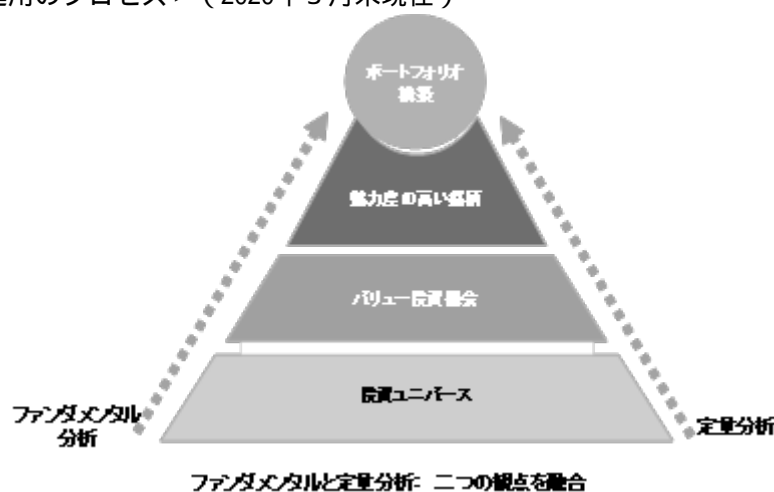 運用のプロセス＞（2020年３月末現在）
ポートフォリオ
構築
魅力度の高い銘柄
バリュー投資機会
投資ユニバース
ファンダメンタル
分析
定量分析
ファンダメンタルと定量分析: 二つの観点を融合